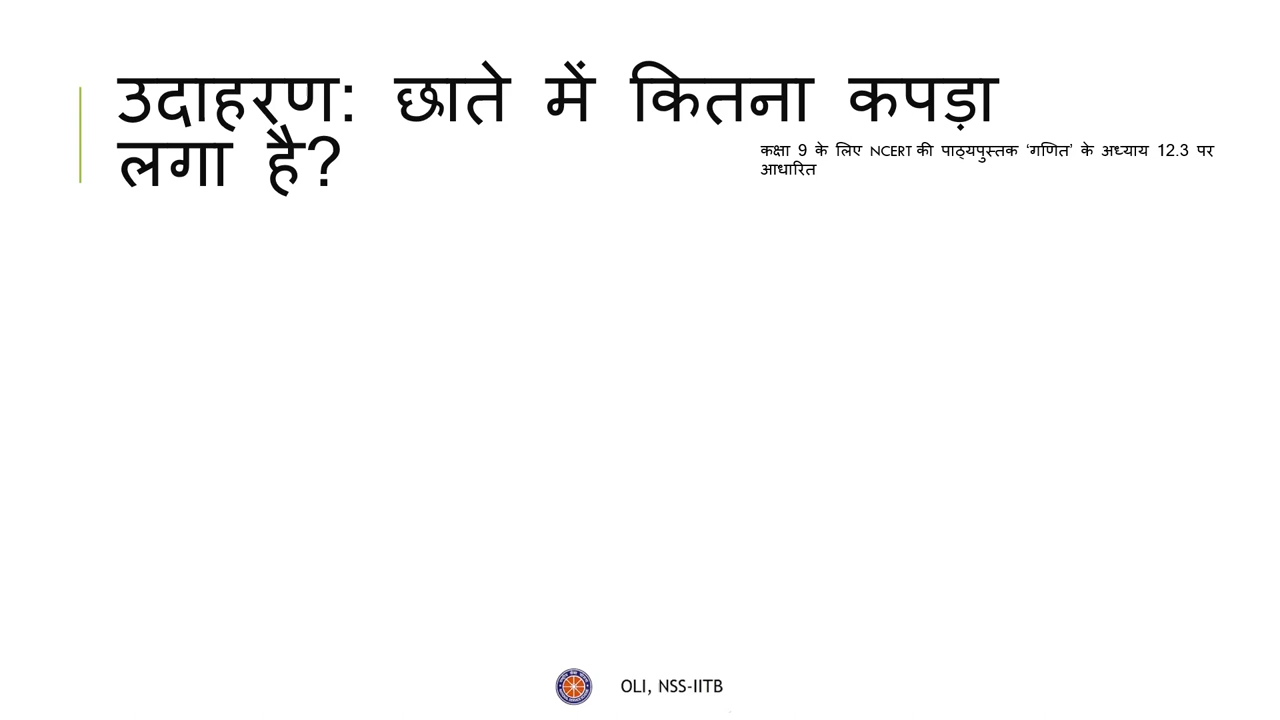 उदाहरण: छाते में कितना कपड़ा
लगा है?
कक्षा 9 के लिए NCERT की पाठ्यपुस्तक ‘गणित’ के अध्याय 12.3 पर
आधारित
OLI, NSS-IITB